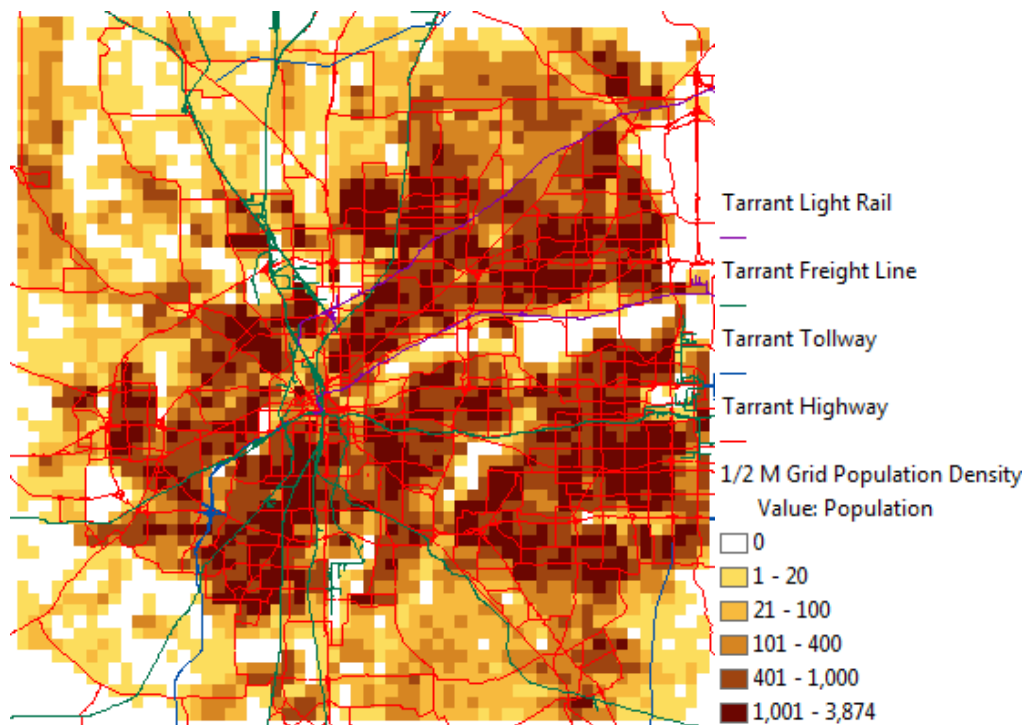 Tarrant Light Rail
Tarrant Freight Line
Tarrant Tollway
Tarrant Highway
1/2 M Grid Population Density
Value: Population
0
1 - 20
21 - 100
101 - 400
401 - 1,000
1,001 - 3,874